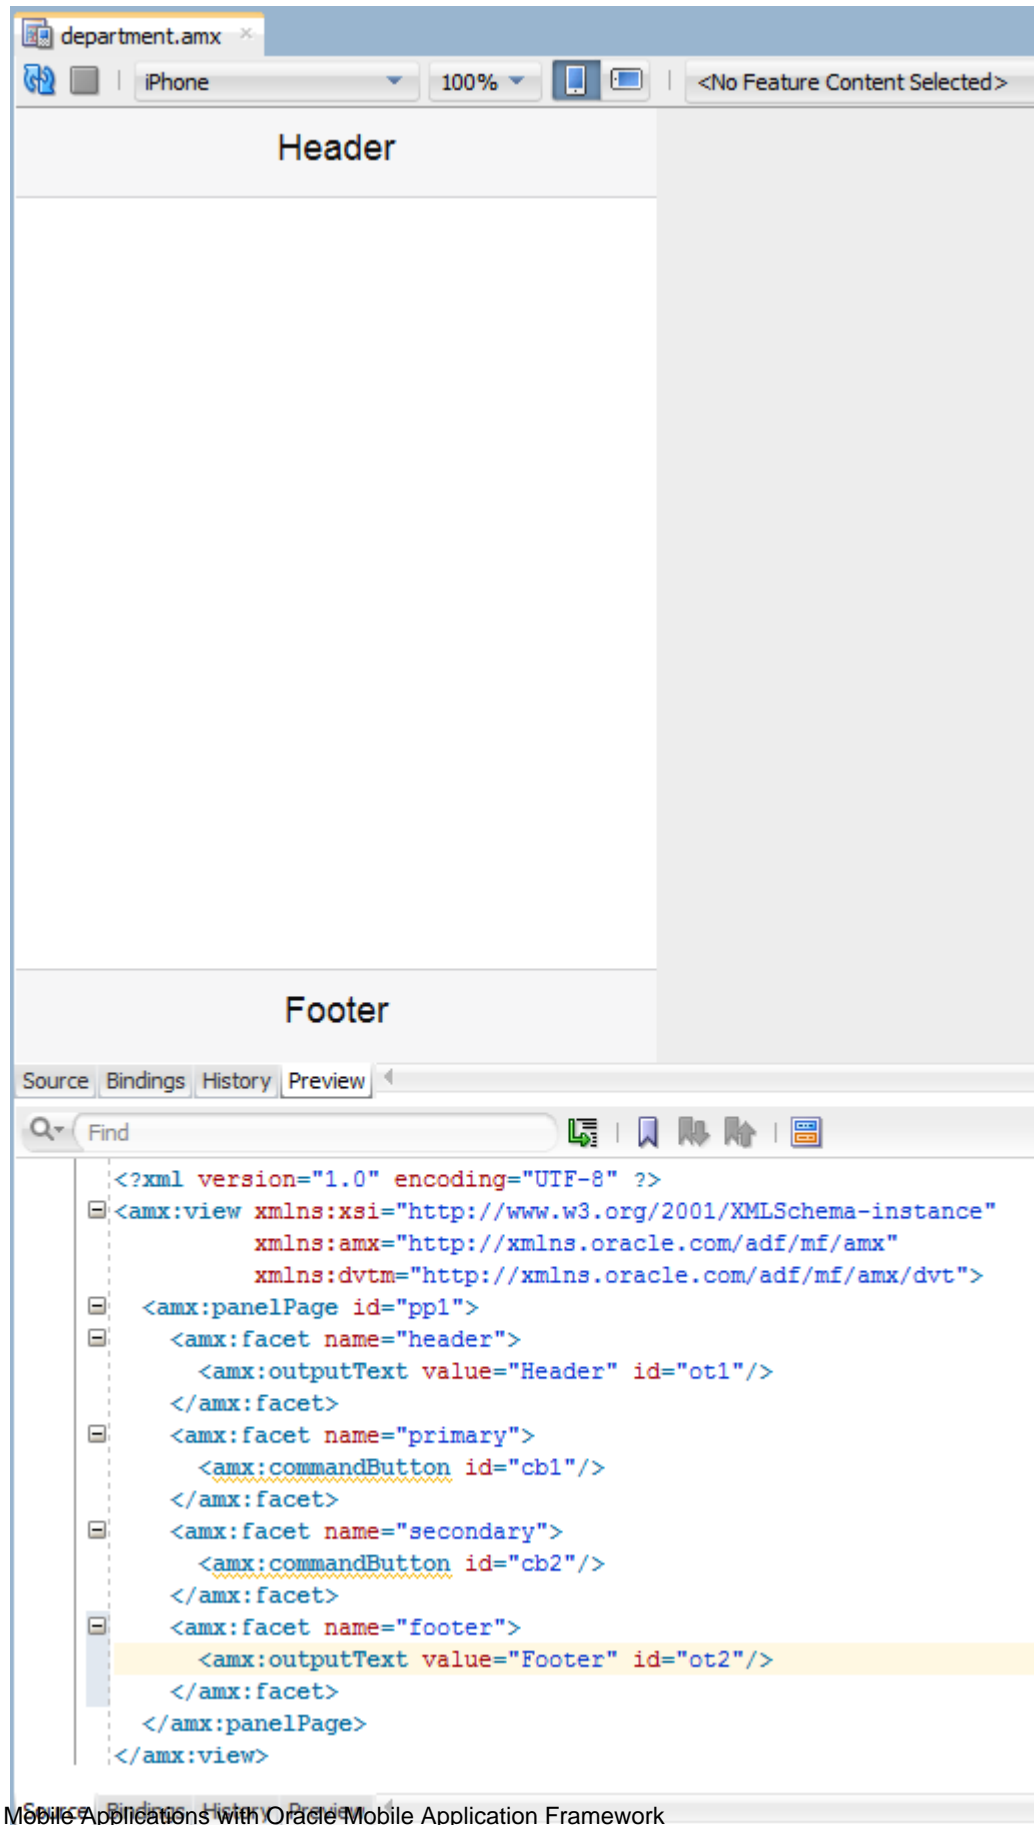 department.amx
iPhone 100% <No Feature Content Selected>
Header
Footer
Source Bindings History Preview
Find
<?xml version="1.0" encoding="UTF-8" ?>
<amx:view xmlns:xsi="http://www.w3.org/2001/XMLSchema-instance"
xmlns:amx="http://xmlns.oracle.com/adf/mf/amx"
xmlns:dvtm="http://xmlns.oracle.com/adf/mf/amx/dvt">
<amx:panelPage id="pp1">
<amx:facet name="header">
<amx:outputText value="Header" id="ot1"/>
</amx:facet>
<amx:facet name="primary">
<amx:commandButton id="cb1"/>
</amx:facet>
<amx:facet name="secondary">
<amx:commandButton id="cb2"/>
</amx:facet>
<amx:facet name="footer">
<amx:outputText value="Footer" id="ot2"/>
</amx:facet>
</amx:panelPage>
</amx:view>
Source Bindings History Preview
Mobile Applications with Oracle Mobile Application Framework